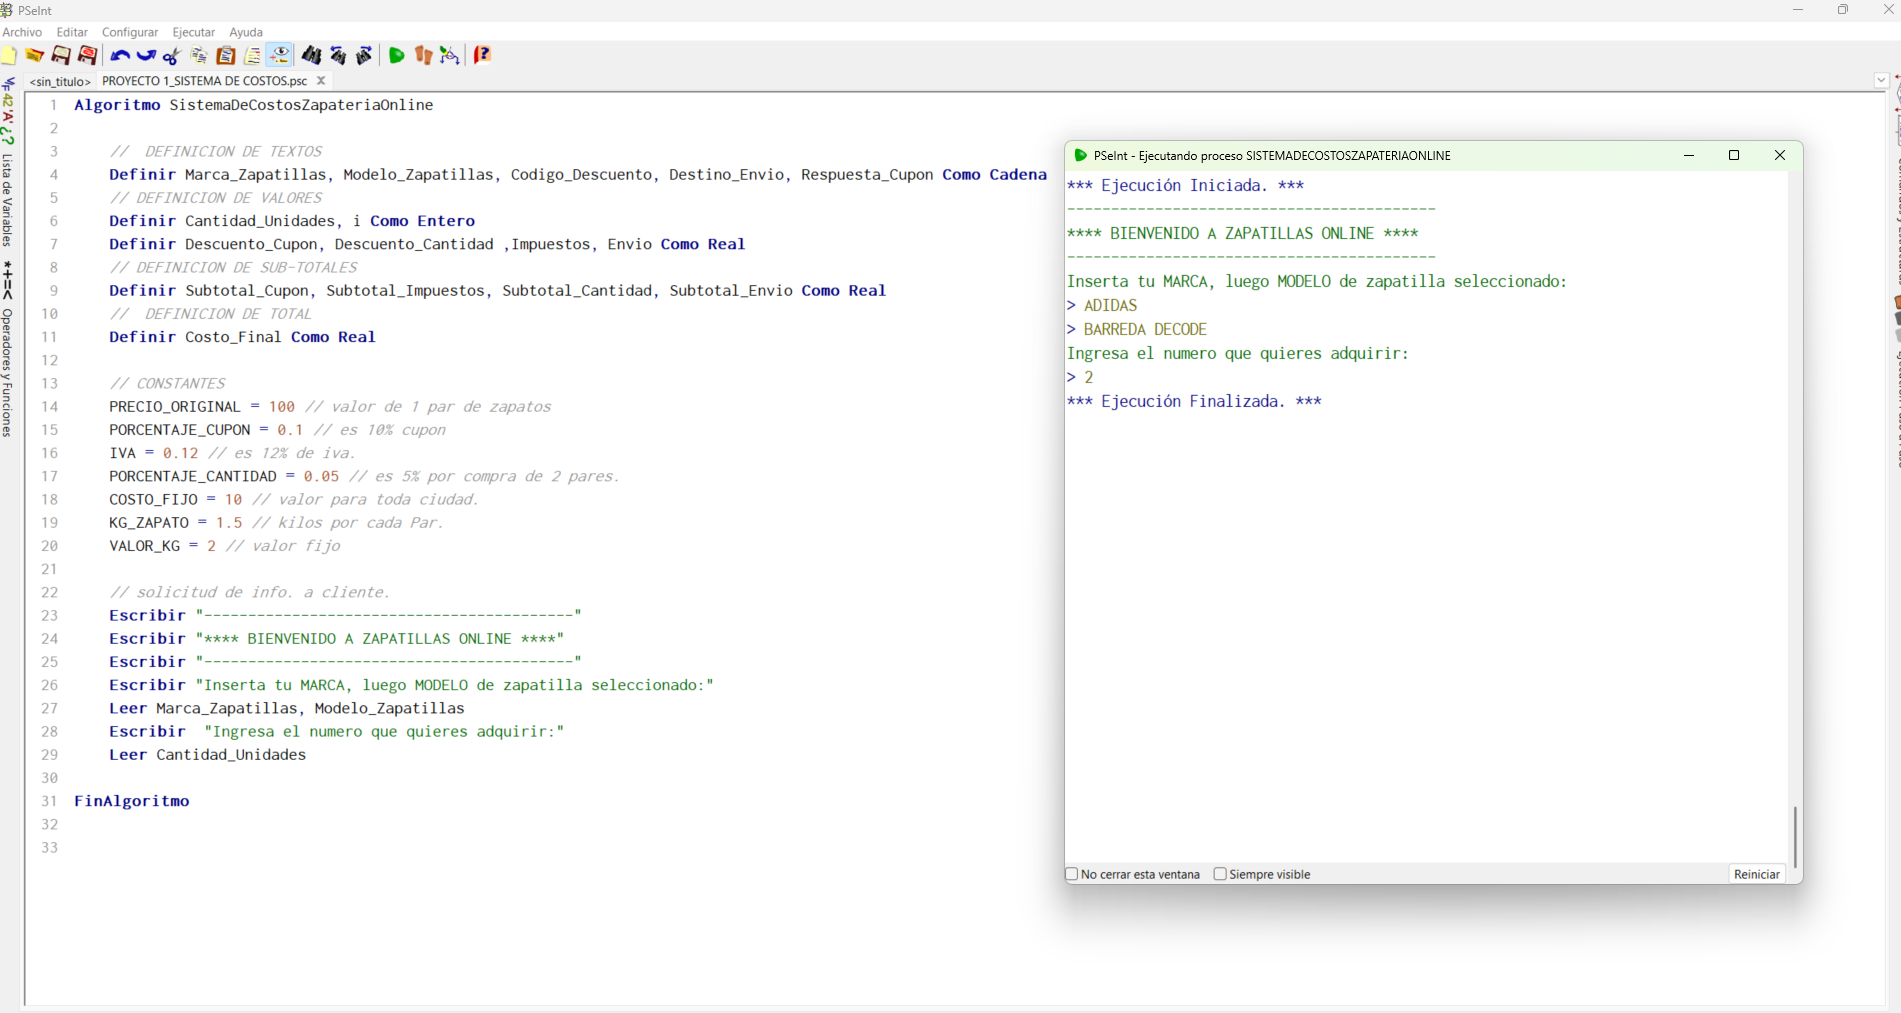 PSeInt
Archivo Editar Configurar Ejecutar Ayuda
<sin_titulo> PROYECTO 1_SISTEMA DE COSTOS.psc
Lista de Variables
*+=< Operadores y Funciones
1 Algoritmo SistemaDeCostosZapateriaOnline
2
3 // DEFINICION DE TEXTOS
4 Definir Marca_Zapatillas, Modelo_Zapatillas, Codigo_Descuento, Destino_Envio, Respuesta_Cupon Como Cadena
5 // DEFINICION DE VALORES
6 Definir Cantidad_Unidades, i Como Entero
7 Definir Descuento_Cupon, Descuento_Cantidad ,Impuestos, Envio Como Real
8 // DEFINICION DE SUB-TOTALES
9 Definir Subtotal_Cupon, Subtotal_Impuestos, Subtotal_Cantidad, Subtotal_Envio Como Real
10 // DEFINICION DE TOTAL
11 Definir Costo_Final Como Real
12
13 // CONSTANTES
14 PRECIO_ORIGINAL = 100 // valor de 1 par de zapatos
15 PORCENTAJE_CUPON = 0.1 // es 10% cupon
16 IVA = 0.12 // es 12% de iva.
17 PORCENTAJE_CANTIDAD = 0.05 // es 5% por compra de 2 pares.
18 COSTO_FIJO = 10 // valor para toda ciudad.
19 KG_ZAPATO = 1.5 // kilos por cada Par.
20 VALOR_KG = 2 // valor fijo
21
22 // solicitud de info. a cliente.
23 Escribir "------------------------------------------"
24 Escribir "**** BIENVENIDO A ZAPATILLAS ONLINE ****"
25 Escribir "------------------------------------------"
26 Escribir "Inserta tu MARCA, luego MODELO de zapatilla seleccionado:"
27 Leer Marca_Zapatillas, Modelo_Zapatillas
28 Escribir "Ingresa el numero que quieres adquirir:"
29 Leer Cantidad_Unidades
30
31 FinAlgoritmo
32
33
PSeInt - Ejecutando proceso SISTEMADECOSTOSZAPATERIAONLINE
*** Ejecución Iniciada. ***
------------------------------------------
**** BIENVENIDO A ZAPATILLAS ONLINE ****
------------------------------------------
Inserta tu MARCA, luego MODELO de zapatilla seleccionado:
> ADIDAS
> BARREDA DECODE
Ingresa el numero que quieres adquirir:
> 2
*** Ejecución Finalizada. ***
No cerrar esta ventana Siempre visible Reiniciar